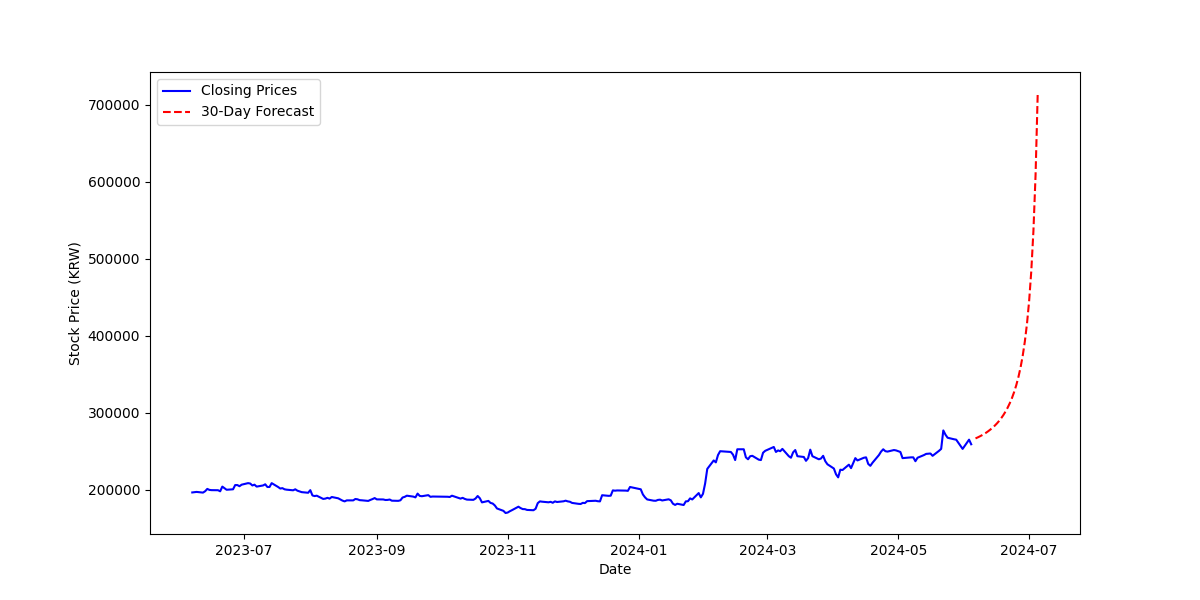 Closing Prices
30-Day Forecast
700000
600000
500000
400000
300000
200000
Stock Price (KRW)
2023-07 2023-09 2023-11 2024-01 2024-03 2024-05 2024-07
Date